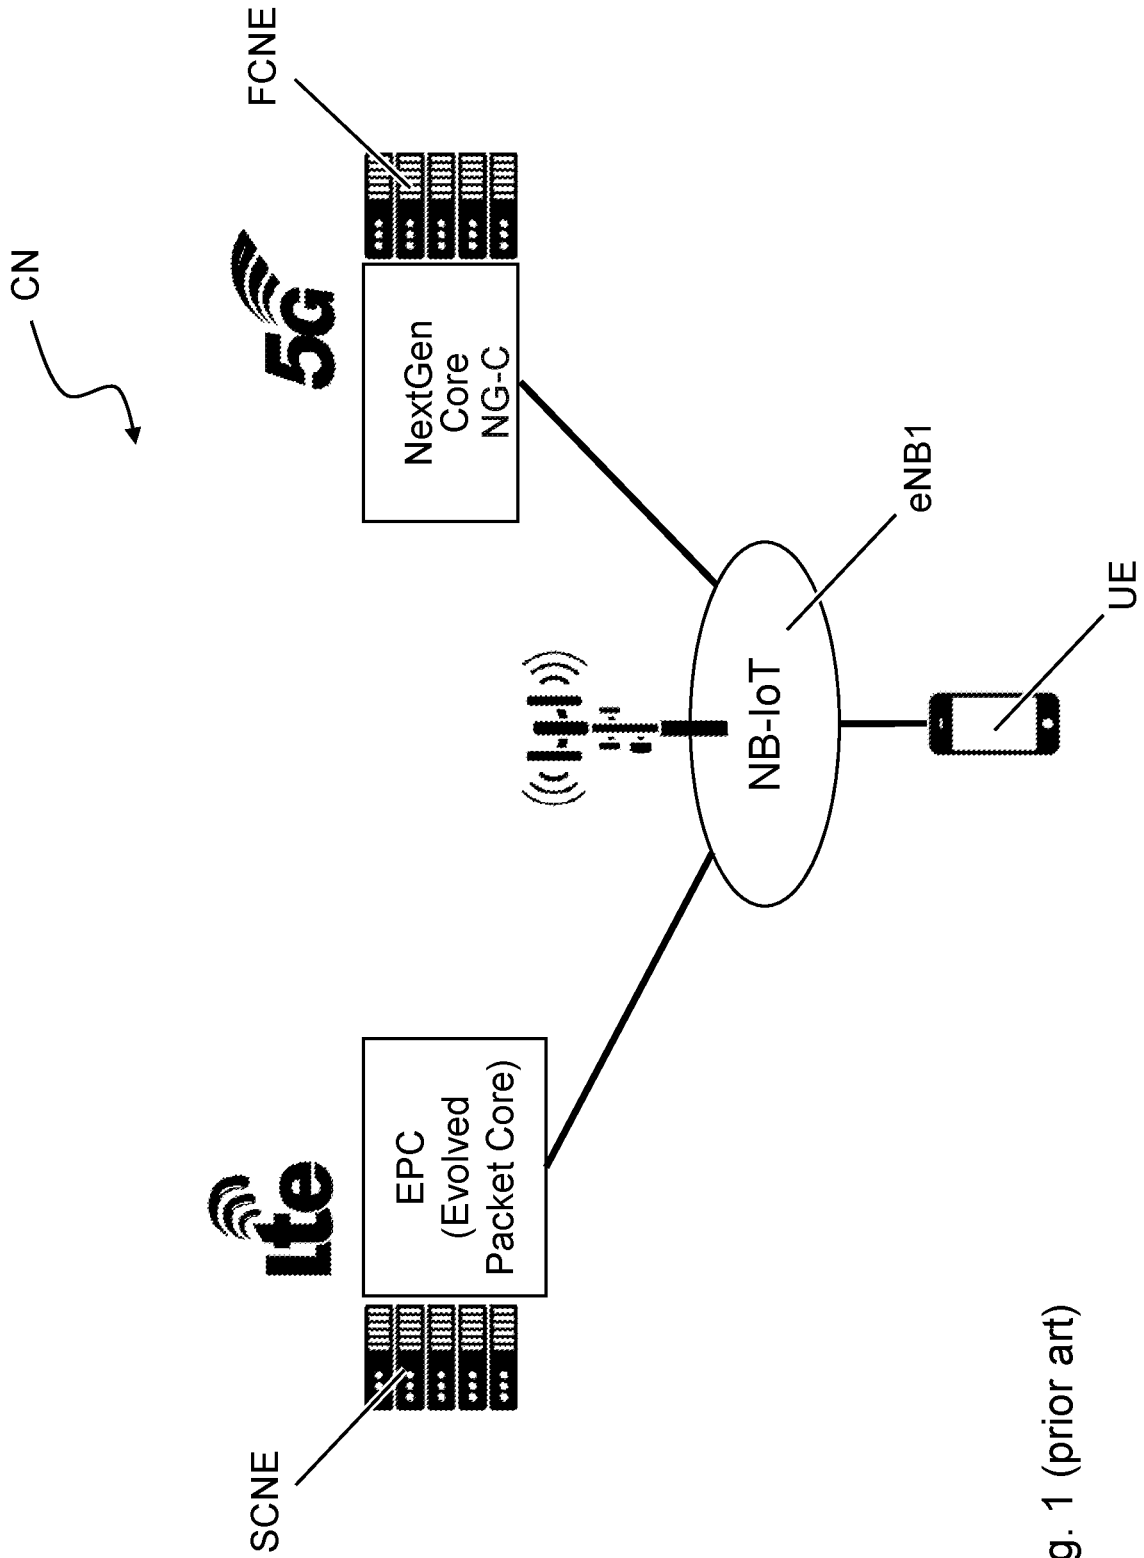 CN
lte
5G
SCNE
FCNE
EPC
(Evolved
Packet Core)
NextGen
Core
NG-C
NB-IoT
eNB1
UE
g. 1 (prior art)